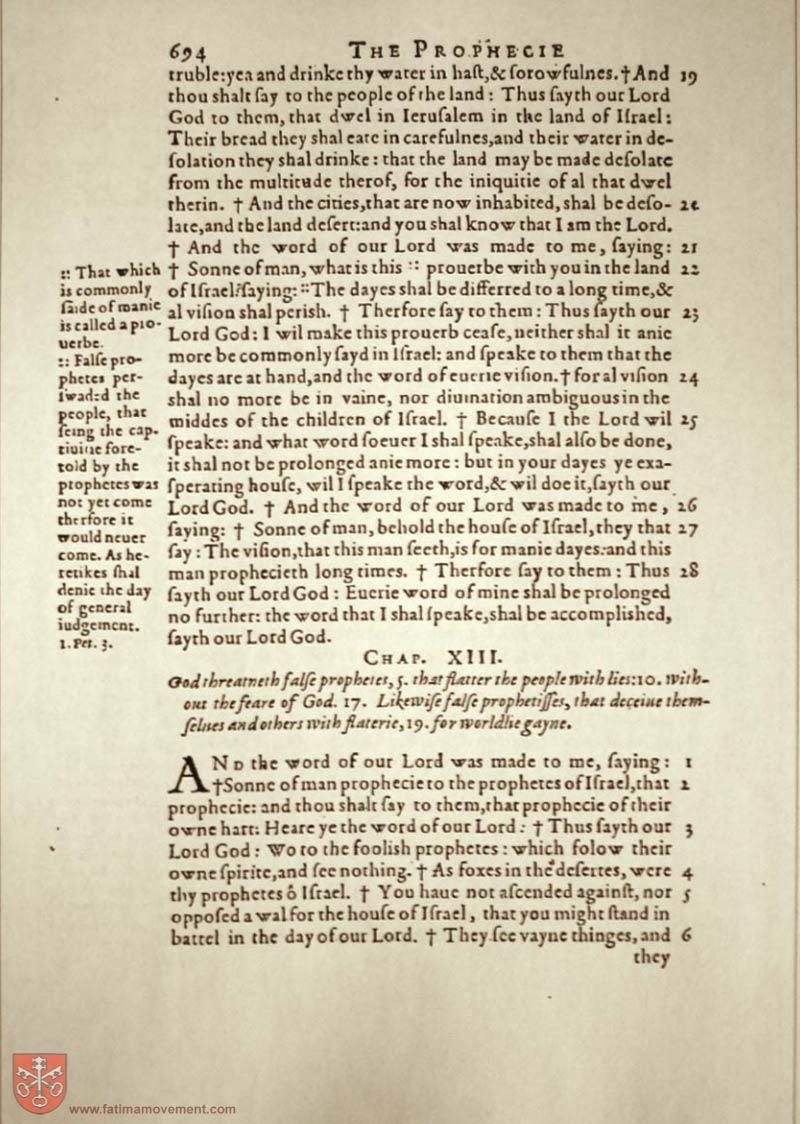 694 THE PROPHECIE
truble: yea and drinke thy water in haſt, & ſorowfulnes. † And 19
thou shalt ſay to the people of the land: Thus ſayth our Lord
God to them, that dwel in Ieruſalem in the land of Iſrael:
Their bread they shal eate in carefulnes, and their water in de-
ſolation they shal drinke: that the land may be made deſolate
from the multitude therof, for the iniquitie of al that dwel
therin. † And the cities, that are now inhabited, shal be deſo- 20
late, and the land deſert: and you shal know that I am the Lord.
† And the word of our Lord was made to me, ſaying: 21
† Sonne of man, what is this :: prouerbe with you in the land 22
of Iſrael? ſaying: :: The dayes shal be differred to a long time, &
al viſion shal perish. † Therfore ſay to them: Thus ſayth our 23
Lord God: I wil make this prouerb ceaſe, neither shal it anie
more be commonly ſayd in Iſrael: and ſpeake to them that the
dayes are at hand, and the word of euerie viſion. † for al viſion 24
shal no more be in vaine, nor diuination ambiguous in the
middes of the children of Iſrael. † Becauſe I the Lord wil 25
ſpeake: and what word ſoeuer I shal ſpeake, shal alſo be done,
it shal not be prolonged anie more: but in your dayes ye exa-
ſperating houſe, wil I ſpeake the word, & wil doe it, ſayth our
Lord God. † And the word of our Lord was made to me, 26
ſaying: † Sonne of man, behold the houſe of Iſrael, they that 27
ſay: The viſion, that this man ſeeth, is for manie dayes: and this
man prophecieth long times. † Therfore ſay to them: Thus 28
ſayth our Lord God: Euerie word of mine shal be prolonged
no further: the word that I shal ſpeake, shal be accomplished,
ſayth our Lord God.
:: That which
is commonly
ſaide of manie
is called a pro-
uerbe.
:: Falſe pro-
phetes per-
ſwaded the
people, that
ſeing the cap-
tiuitie fore-
told by the
prophetes was
not yet come
therfore it
would neuer
come. As he-
retikes ſhal
denie the day
of general
iudgement.
1. Pet. 3.
CHAP. XIII.
God threatneth falſe prophetes, 5. that flatter the people with lies: 10. With-
out the feare of God. 17. Likewiſe falſe prophetiſſes, that deceiue them-
ſelues and others with flaterie, 19. for worldlie gayne.
AND the word of our Lord was made to me, ſaying: 1
† Sonne of man prophecie to the prophetes of Iſrael, that 2
prophecie: and thou shalt ſay to them, that prophecie of their
owne hart: Heare ye the word of our Lord: † Thus ſayth our 3
Lord God: Wo to the foolish prophetes: which folow their
owne ſpirite, and ſee nothing. † As foxes in the deſertes, were 4
thy prophetes ô Iſrael. † You haue not aſcended againſt, nor 5
oppoſed a wal for the houſe of Iſrael, that you might ſtand in
battel in the day of our Lord. † They ſee vayne thinges, and 6
they
www.fatimamovement.com